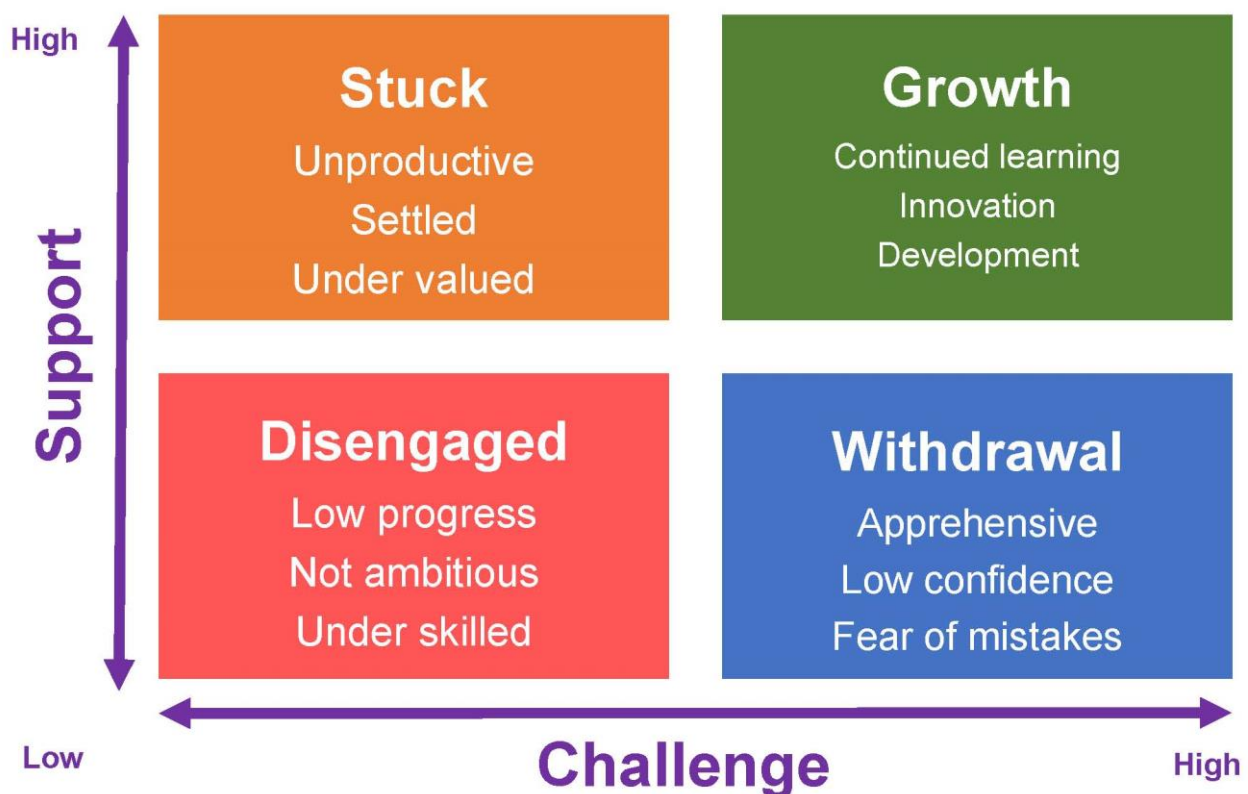 High
Support
Low
Stuck
Unproductive
Settled
Under valued
Growth
Continued learning
Innovation
Development
Disengaged
Low progress
Not ambitious
Under skilled
Withdrawal
Apprehensive
Low confidence
Fear of mistakes
Challenge
High